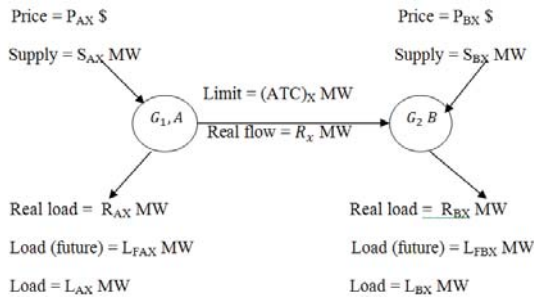 Price = P_AX $
Supply = S_AX MW
Price = P_BX $
Supply = S_BX MW
Limit = (ATC)_X MW
G_1, A
Real flow = R_x MW
G_2 B
Real load = R_AX MW
Load (future) = L_FAX MW
Load = L_AX MW
Real load = R_BX MW
Load (future) = L_FBX MW
Load = L_BX MW